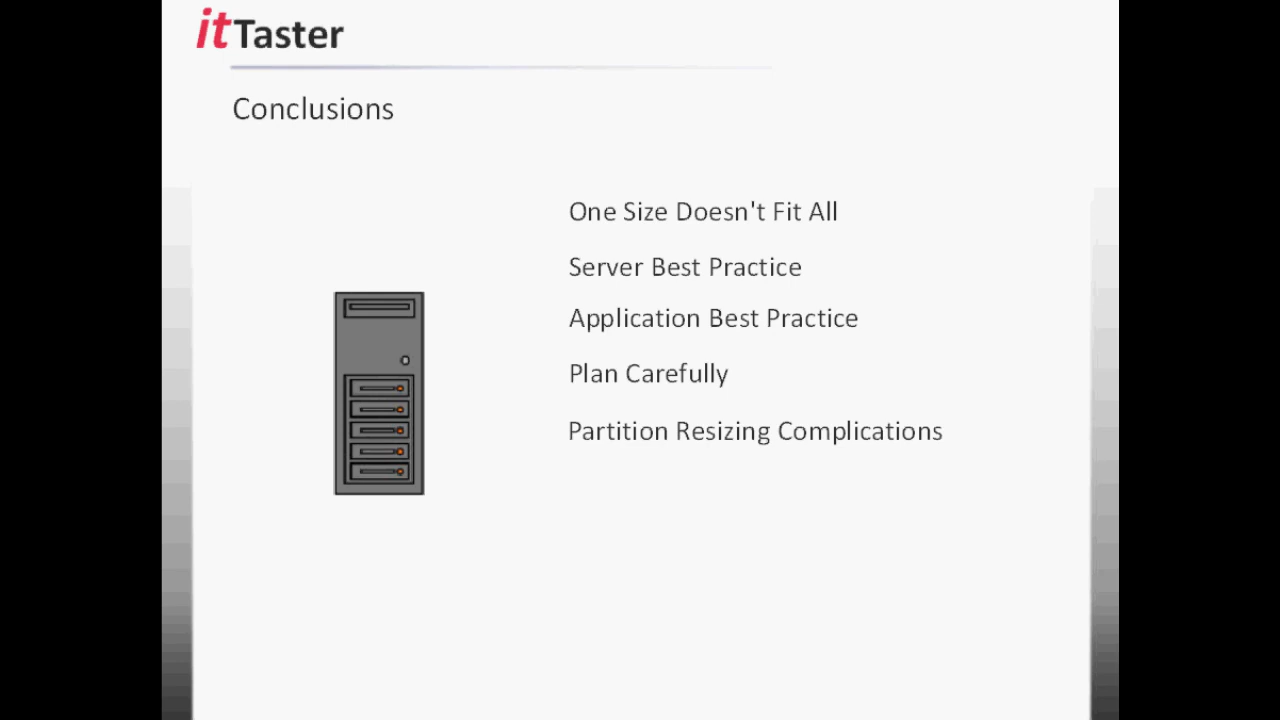 itTaster
Conclusions
One Size Doesn't Fit All
Server Best Practice
Application Best Practice
Plan Carefully
Partition Resizing Complications